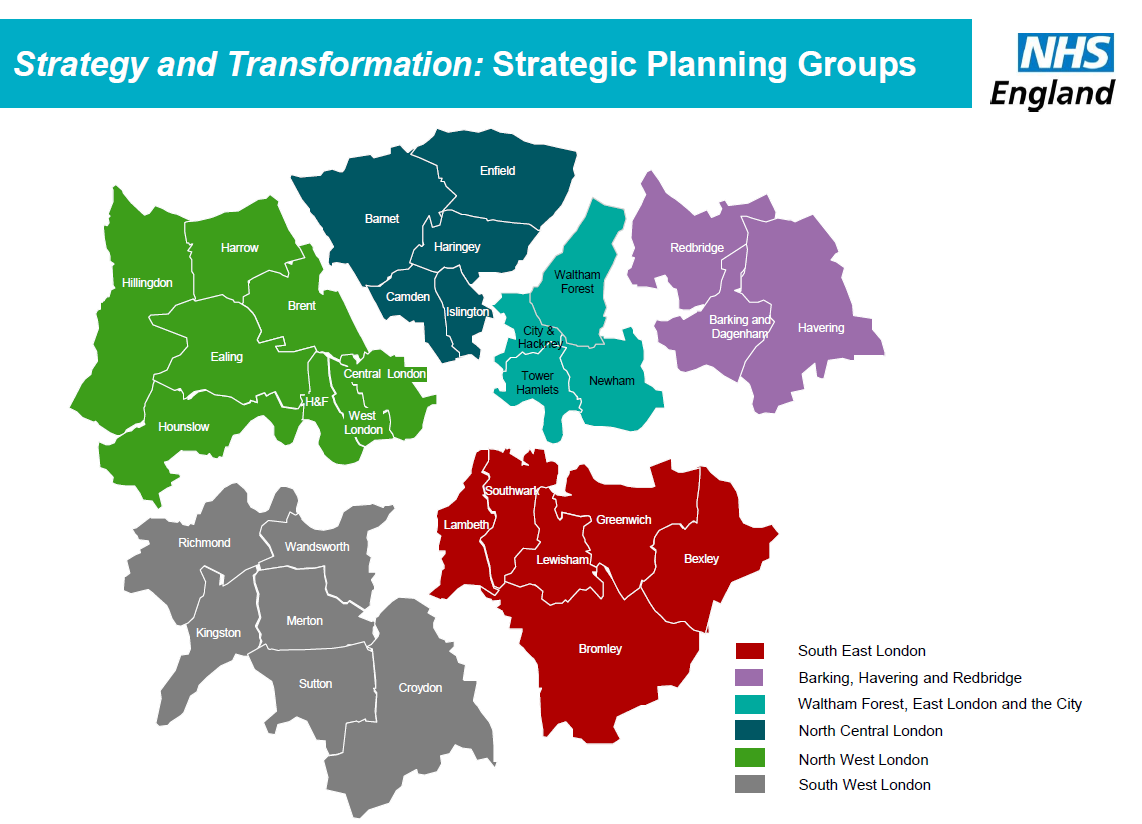 Strategy and Transformation: Strategic Planning Groups
NHS
England
Enfield
Barnet
Haringey
Camden
Islington
Redbridge
Barking and
Dagenham
Havering
Waltham
Forest
City &
Hackney
Tower
Hamlets
Newham
Harrow
Hillingdon
Brent
Ealing
Central London
H&F
West
London
Hounslow
Southwark
Lambeth
Greenwich
Lewisham
Bexley
Bromley
Richmond
Wandsworth
Kingston
Merton
Sutton
Croydon
South East London
Barking, Havering and Redbridge
Waltham Forest, East London and the City
North Central London
North West London
South West London